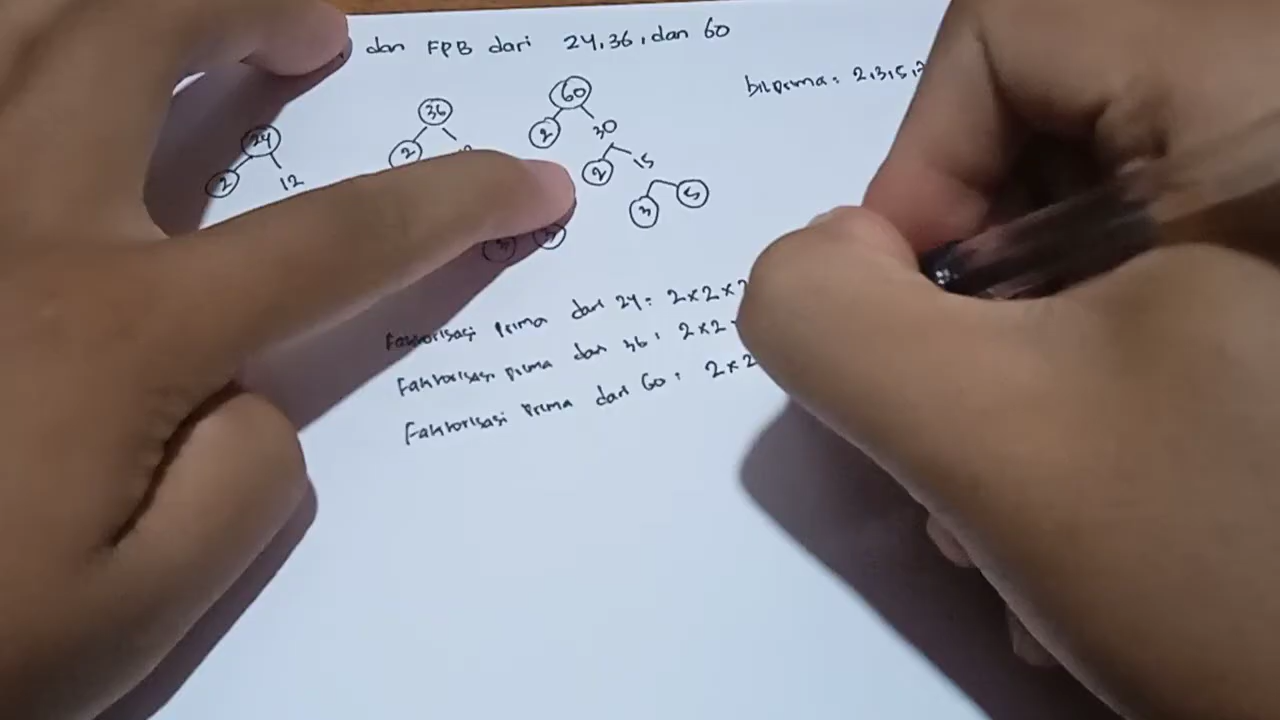 dan FPB dari 24, 36, dan 60
bil prima = 2, 3, 5,
60
36
24
2
30
2
2
12
2
15
3
5
3
3
Faktorisasi Prima dari 24 = 2 × 2 ×
Faktorisasi prima dari 36 = 2 × 2
Faktorisasi Prima dari 60 = 2 × 2